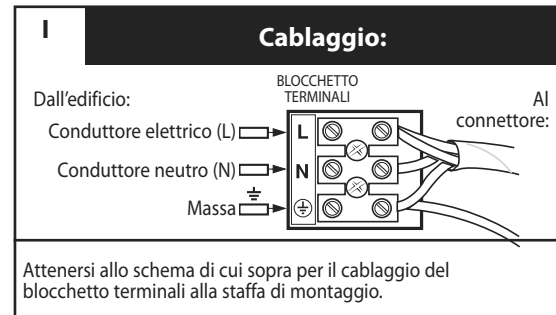 I
Cablaggio:
BLOCCHETTO
TERMINALI
Dall'edificio:
Al
connettore:
Conduttore elettrico (L)
L
Conduttore neutro (N)
N
Massa
Attenersi allo schema di cui sopra per il cablaggio del
blocchetto terminali alla staffa di montaggio.